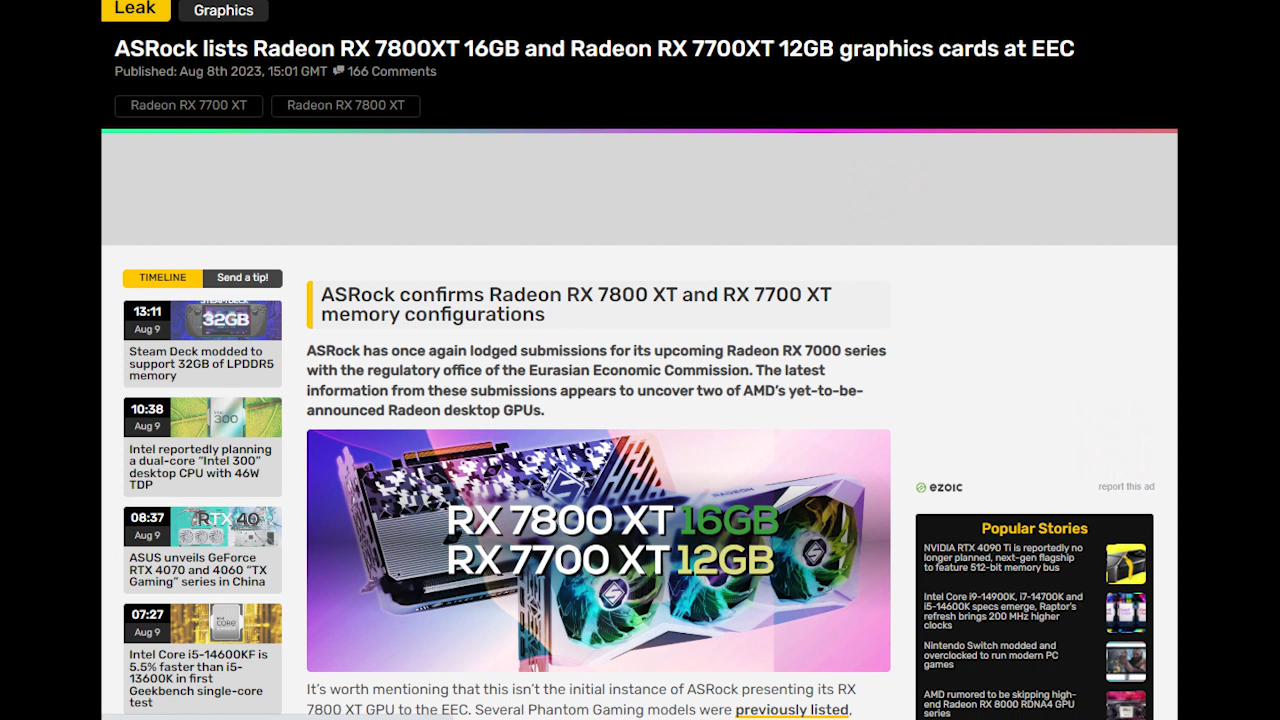 Leak
Graphics
ASRock lists Radeon RX 7800XT 16GB and Radeon RX 7700XT 12GB graphics cards at EEC
Published: Aug 8th 2023, 15:01 GMT 166 Comments
Radeon RX 7700 XT
Radeon RX 7800 XT
TIMELINE
Send a tip!
13:11
Aug 9
32GB
Steam Deck modded to
support 32GB of LPDDR5
memory
10:38
Aug 9
300
Intel reportedly planning
a dual-core “Intel 300”
desktop CPU with 46W
TDP
08:37
Aug 9
RTX 40
ASUS unveils GeForce
RTX 4070 and 4060 “TX
Gaming” series in China
07:27
Aug 9
CORE
Intel Core i5-14600KF is
5.5% faster than i5-
13600K in first
Geekbench single-core
test
ASRock confirms Radeon RX 7800 XT and RX 7700 XT
memory configurations
ASRock has once again lodged submissions for its upcoming Radeon RX 7000 series
with the regulatory office of the Eurasian Economic Commission. The latest
information from these submissions appears to uncover two of AMD’s yet-to-be-
announced Radeon desktop GPUs.
RADEON
RX 7800 XT 16GB
RX 7700 XT 12GB
It’s worth mentioning that this isn’t the initial instance of ASRock presenting its RX
7800 XT GPU to the EEC. Several Phantom Gaming models were previously listed,
ezoic
report this ad
Popular Stories
NVIDIA RTX 4090 Ti is reportedly no
longer planned, next-gen flagship
to feature 512-bit memory bus
Intel Core i9-14900K, i7-14700K and
i5-14600K specs emerge, Raptor’s
refresh brings 200 MHz higher
clocks
Nintendo Switch modded and
overclocked to run modern PC
games
AMD rumored to be skipping high-
end Radeon RX 8000 RDNA4 GPU
series